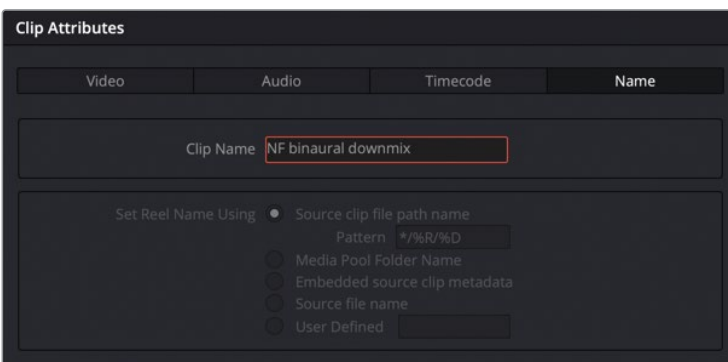 Clip Attributes
Video Audio Timecode Name
Clip Name NF binaural downmix
Set Reel Name Using Source clip file path name
Pattern */%R/%D
Media Pool Folder Name
Embedded source clip metadata
Source file name
User Defined